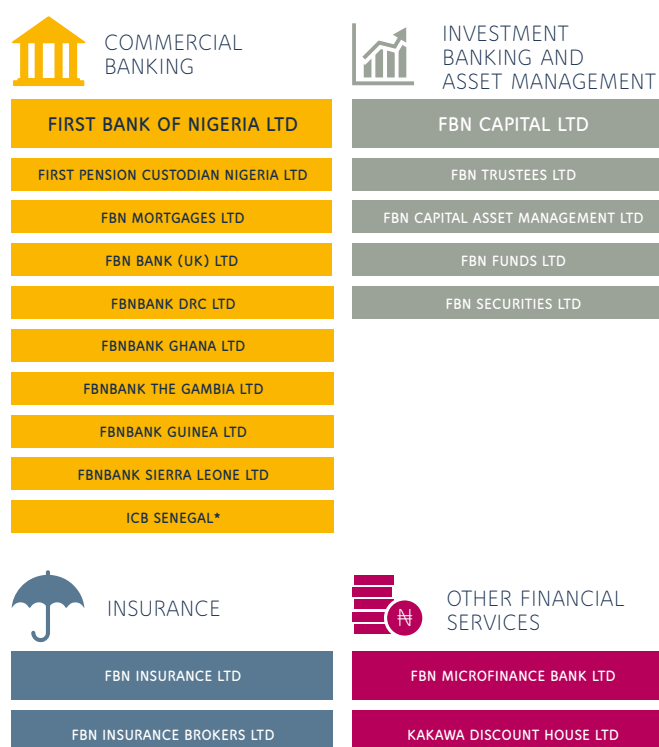 COMMERCIAL
BANKING
FIRST BANK OF NIGERIA LTD
FIRST PENSION CUSTODIAN NIGERIA LTD
FBN MORTGAGES LTD
FBN BANK (UK) LTD
FBNBANK DRC LTD
FBNBANK GHANA LTD
FBNBANK THE GAMBIA LTD
FBNBANK GUINEA LTD
FBNBANK SIERRA LEONE LTD
ICB SENEGAL*
INVESTMENT
BANKING AND
ASSET MANAGEMENT
FBN CAPITAL LTD
FBN TRUSTEES LTD
FBN CAPITAL ASSET MANAGEMENT LTD
FBN FUNDS LTD
FBN SECURITIES LTD
INSURANCE
FBN INSURANCE LTD
FBN INSURANCE BROKERS LTD
₦
OTHER FINANCIAL
SERVICES
FBN MICROFINANCE BANK LTD
KAKAWA DISCOUNT HOUSE LTD